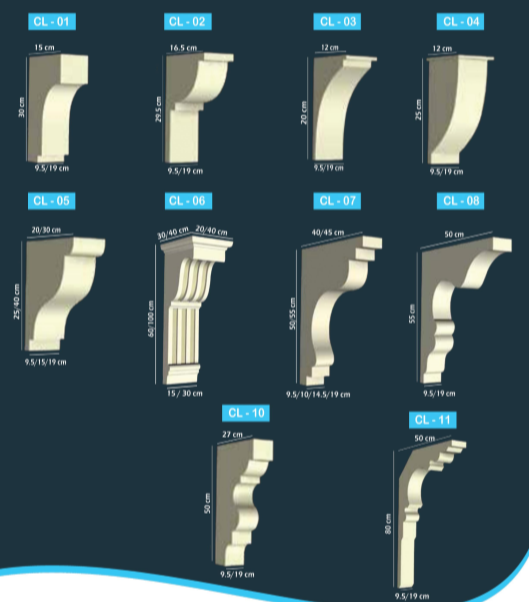 CL - 01
15 cm
30 cm
9.5/19 cm
CL - 02
16.5 cm
29.5 cm
9.5/19 cm
CL - 03
12 cm
20 cm
9.5/19 cm
CL - 04
12 cm
25 cm
9.5/19 cm
CL - 05
20/30 cm
25/40 cm
9.5/15/19 cm
CL - 06
30/40 cm
20/40 cm
60/100 cm
15 / 30 cm
CL - 07
40/45 cm
50/55 cm
9.5/10/14.5/19 cm
CL - 08
50 cm
55 cm
9.5/19 cm
CL - 10
27 cm
50 cm
9.5/19 cm
CL - 11
50 cm
80 cm
9.5/19 cm